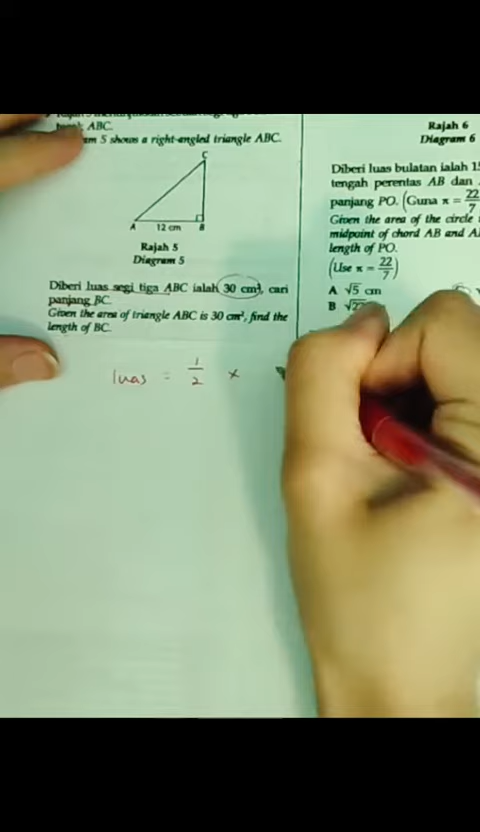 ABC.
5 shows a right-angled triangle ABC.
C
A 12 cm B
Rajah 5
Diagram 5
Diberi luas segi tiga ABC ialah 30 cm², cari
panjang BC.
Given the area of triangle ABC is 30 cm², find the
length of BC.
luas = 1/2 ×
Rajah 6
Diagram 6
Diberi luas bulatan ialah
tengah perentas AB dan
panjang PO. (Guna π = 22/7
Given the area of the circle
midpoint of chord AB and
length of PO.
(Use π = 22/7)
A √5 cm
B